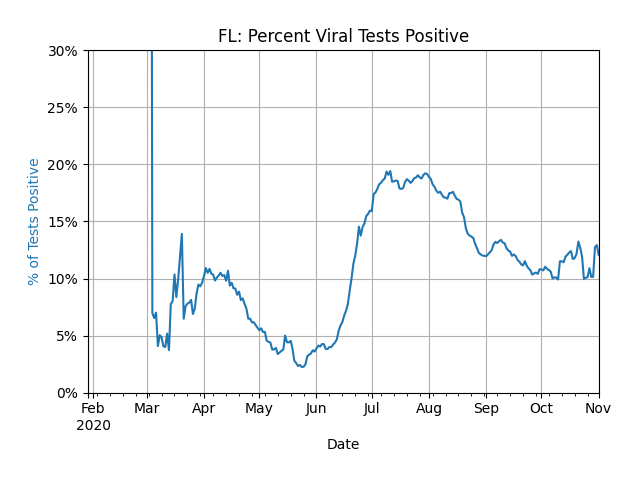 FL: Percent Viral Tests Positive
30%
25%
20%
15%
10%
5%
0%
% of Tests Positive
Feb Mar Apr May Jun Jul Aug Sep Oct Nov
2020
Date